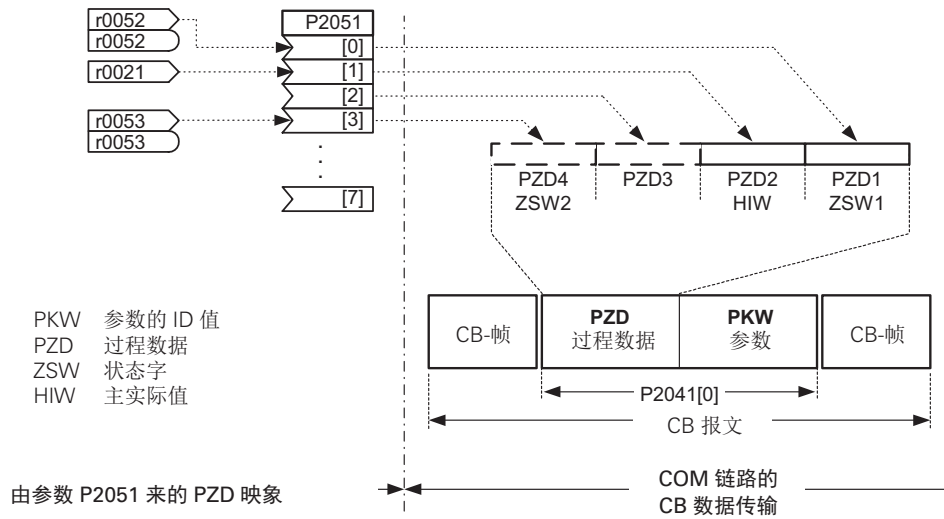 r0052
r0052
r0021
r0053
r0053
P2051
[0]
[1]
[2]
[3]
[7]
PZD4
ZSW2
PZD3
PZD2
HIW
PZD1
ZSW1
PKW 参数的 ID 值
PZD 过程数据
ZSW 状态字
HIW 主实际值
CB-帧
PZD
过程数据
PKW
参数
CB-帧
P2041[0]
CB 报文
由参数 P2051 来的 PZD 映象
COM 链路的
CB 数据传输